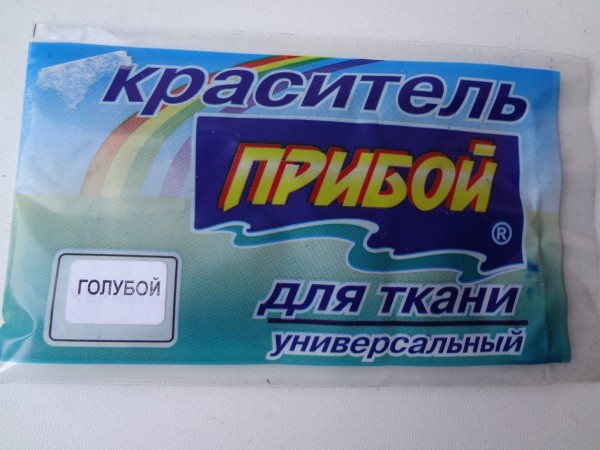 краситель
ПРИБОЙ
®
ГОЛУБОЙ
для ткани
универсальный